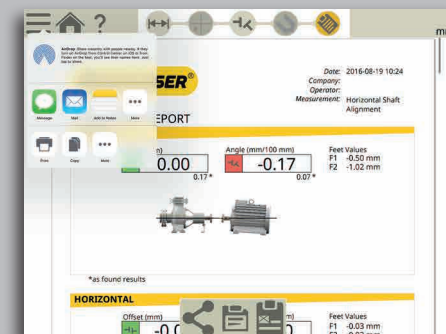 ?
mm
AirDrop. Share instantly with people nearby. If they
turn on AirDrop from Control Center on iOS or from
Finder on the Mac, you'll see their names here. Just
tap to share.
Message
Mail
Add to Notes
More
Print
Copy
More
SER®
EPORT
Date: 2016-08-19 10:24
Company:
Operator:
Measurement: Horizontal Shaft
Alignment
m)
0.00
0.17 *
Angle (mm/100 mm)
-0.17
0.07 *
Feet Values
F1 -0.50 mm
F2 -1.02 mm
*as found results
HORIZONTAL
Offset (mm)
m)
Feet Values
F1 -0.03 mm